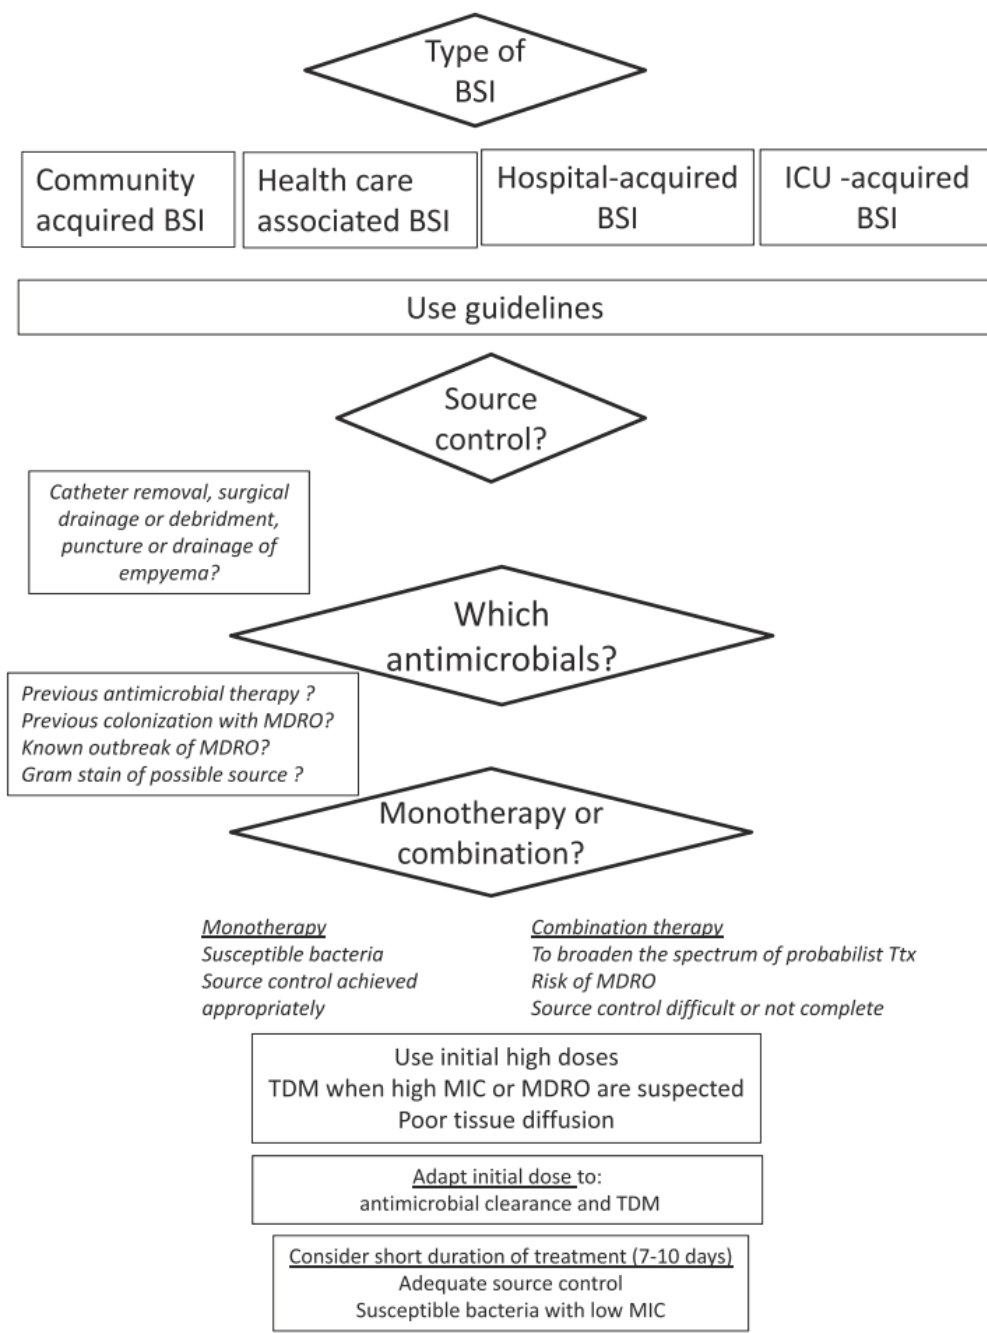 Type of
BSI
Community
acquired BSI
Health care
associated BSI
Hospital-acquired
BSI
ICU -acquired
BSI
Use guidelines
Source
control?
Catheter removal, surgical
drainage or debridment,
puncture or drainage of
empyema?
Which
antimicrobials?
Previous antimicrobial therapy ?
Previous colonization with MDRO?
Known outbreak of MDRO?
Gram stain of possible source ?
Monotherapy or
combination?
Monotherapy
Susceptible bacteria
Source control achieved
appropriately
Combination therapy
To broaden the spectrum of probabilist Ttx
Risk of MDRO
Source control difficult or not complete
Use initial high doses
TDM when high MIC or MDRO are suspected
Poor tissue diffusion
Adapt initial dose to:
antimicrobial clearance and TDM
Consider short duration of treatment (7-10 days)
Adequate source control
Susceptible bacteria with low MIC